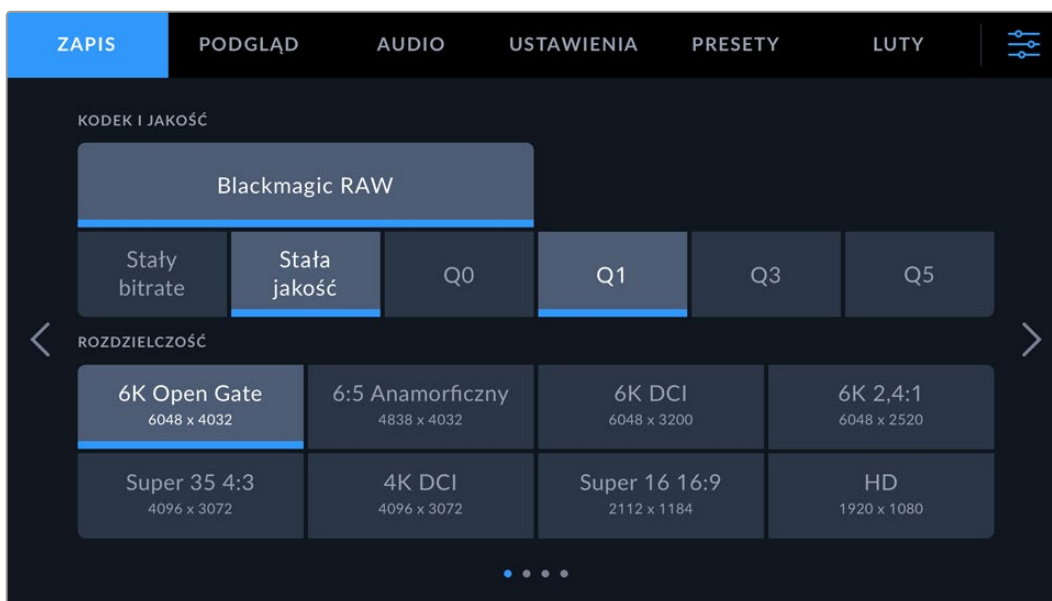 ZAPIS PODGLĄD AUDIO USTAWIENIA PRESETY LUTY
KODEK I JAKOŚĆ
Blackmagic RAW
Stały bitrate
Stała jakość
Q0
Q1
Q3
Q5
ROZDZIELCZOŚĆ
6K Open Gate
6048 x 4032
6:5 Anamorficzny
4838 x 4032
6K DCI
6048 x 3200
6K 2,4:1
6048 x 2520
Super 35 4:3
4096 x 3072
4K DCI
4096 x 3072
Super 16 16:9
2112 x 1184
HD
1920 x 1080